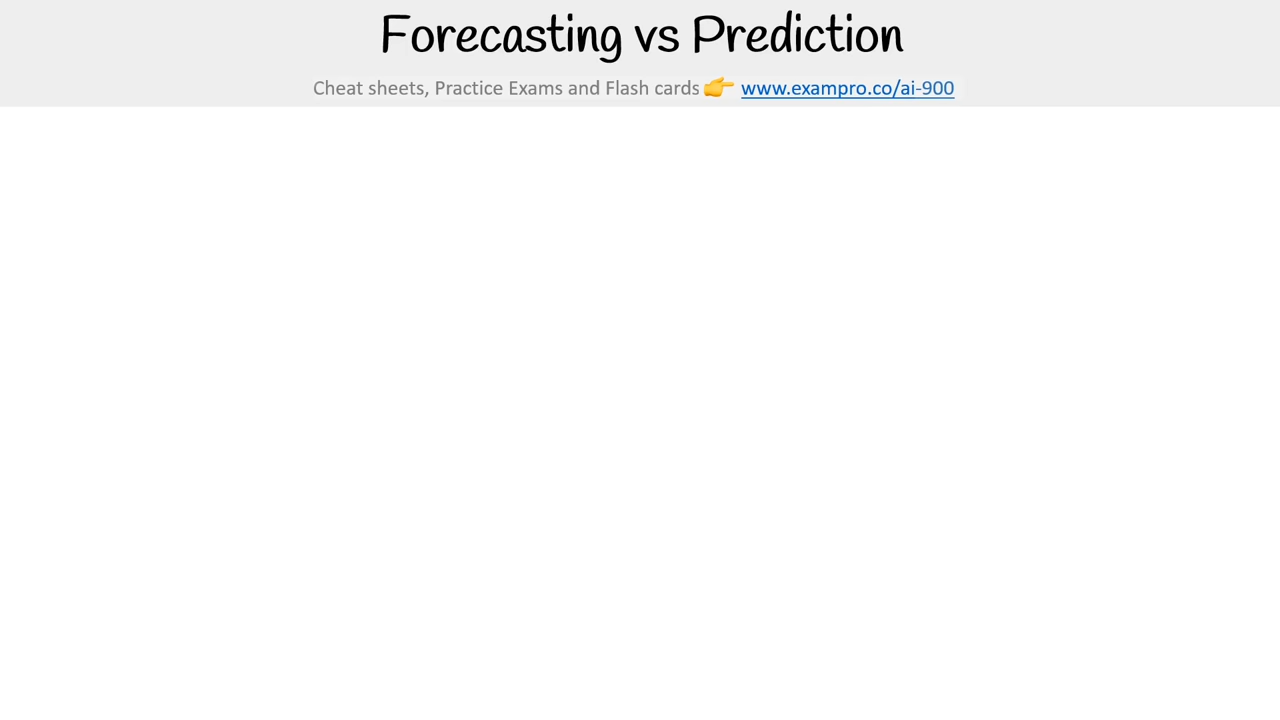 Forecasting vs Prediction
Cheat sheets, Practice Exams and Flash cards 👉 www.exampro.co/ai-900